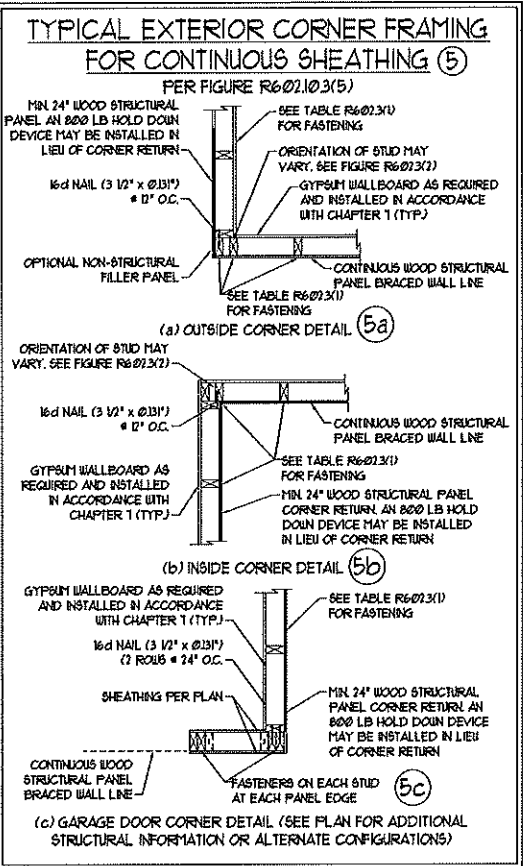 TYPICAL EXTERIOR CORNER FRAMING
FOR CONTINUOUS SHEATHING 5
PER FIGURE R602.10.3(5)
MIN. 24" WOOD STRUCTURAL
PANEL AN 800 LB HOLD DOWN
DEVICE MAY BE INSTALLED IN
LIEU OF CORNER RETURN
SEE TABLE R602.3(1)
FOR FASTENING
ORIENTATION OF STUD MAY
VARY. SEE FIGURE R602.3(2)
16d NAIL (3 1/2" x 0.131")
@ 12" O.C.
GYPSUM WALLBOARD AS REQUIRED
AND INSTALLED IN ACCORDANCE
WITH CHAPTER 7 (TYP.)
OPTIONAL NON-STRUCTURAL
FILLER PANEL
CONTINUOUS WOOD STRUCTURAL
PANEL BRACED WALL LINE
SEE TABLE R602.3(1)
FOR FASTENING
(a) OUTSIDE CORNER DETAIL 5a
ORIENTATION OF STUD MAY
VARY. SEE FIGURE R602.3(2)
16d NAIL (3 1/2" x 0.131")
@ 12" O.C.
CONTINUOUS WOOD STRUCTURAL
PANEL BRACED WALL LINE
GYPSUM WALLBOARD AS
REQUIRED AND INSTALLED
IN ACCORDANCE WITH
CHAPTER 7 (TYP.)
SEE TABLE R602.3(1)
FOR FASTENING
MIN. 24" WOOD STRUCTURAL PANEL
CORNER RETURN. AN 800 LB HOLD
DOWN DEVICE MAY BE INSTALLED
IN LIEU OF CORNER RETURN
(b) INSIDE CORNER DETAIL 5b
GYPSUM WALLBOARD AS REQUIRED
AND INSTALLED IN ACCORDANCE
WITH CHAPTER 7 (TYP.)
SEE TABLE R602.3(1)
FOR FASTENING
16d NAIL (3 1/2" x 0.131")
(2 ROWS @ 24" O.C.
SHEATHING PER PLAN
MIN. 24" WOOD STRUCTURAL
PANEL CORNER RETURN. AN
800 LB HOLD DOWN DEVICE
MAY BE INSTALLED IN LIEU
OF CORNER RETURN
CONTINUOUS WOOD
STRUCTURAL PANEL
BRACED WALL LINE
FASTENERS ON EACH STUD
AT EACH PANEL EDGE
5c
(c) GARAGE DOOR CORNER DETAIL (SEE PLAN FOR ADDITIONAL
STRUCTURAL INFORMATION OR ALTERNATE CONFIGURATIONS)